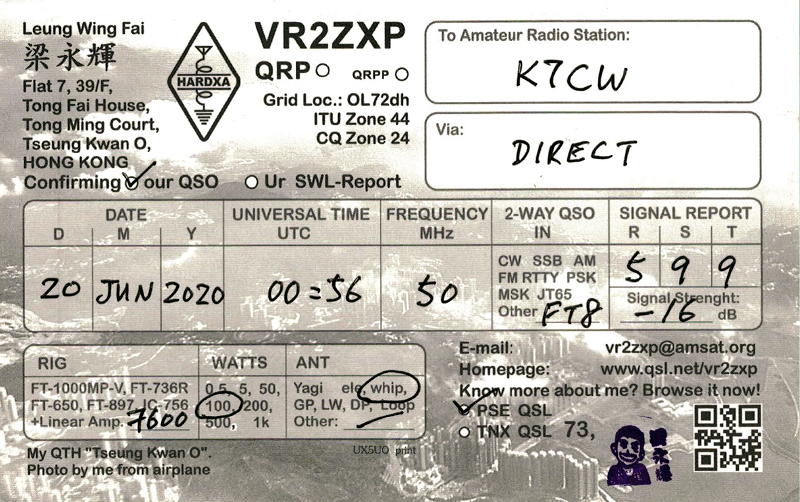 Leung Wing Fai
梁永輝
Flat 7, 39/F,
Tong Fai House,
Tong Ming Court,
Tseung Kwan O,
HONG KONG
HARDXA
VR2ZXP
QRP QRPP
Grid Loc.: OL72dh
ITU Zone 44
CQ Zone 24
To Amateur Radio Station:
K7CW
Via:
DIRECT
Confirming our QSO Ur SWL-Report
DATE UNIVERSAL TIME FREQUENCY 2-WAY QSO SIGNAL REPORT
D M Y UTC MHz IN R S T
20 JUN 2020 00=56 50
CW SSB AM
FM RTTY PSK
MSK JT65
Other FT8
5 9 9
Signal Strenght:
-16 dB
RIG WATTS ANT
FT-1000MP-V, FT-736R 0.5, 5, 50, Yagi ele, whip,
FT-650, FT-897, IC-756 100, 200, GP, LW, DP, Loop
+Linear Amp. 7600 500, 1k Other:
E-mail: vr2zxp@amsat.org
Homepage: www.qsl.net/vr2zxp
Know more about me? Browse it now!
PSE QSL
TNX QSL 73,
梁永輝
My QTH "Tseung Kwan O".
Photo by me from airplane
UX5UO print